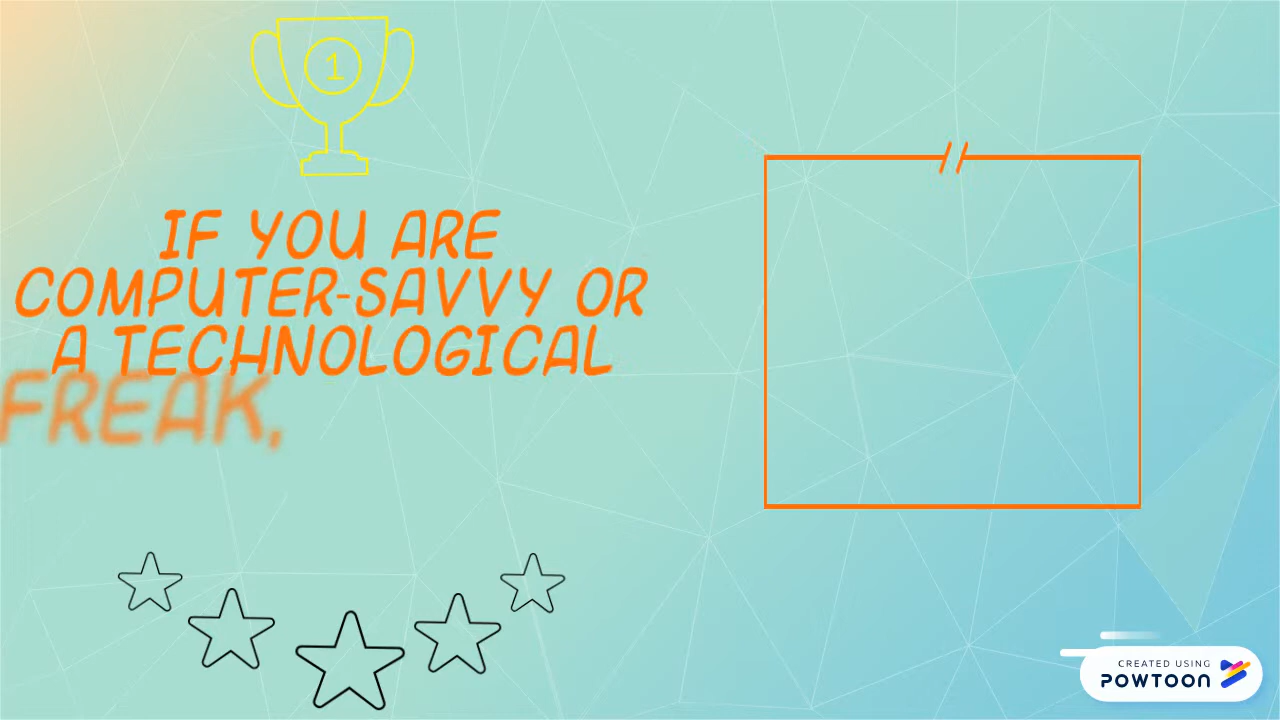 1
IF YOU ARE
COMPUTER-SAVVY OR
A TECHNOLOGICAL
FREAK,
CREATED USING
POWTOON